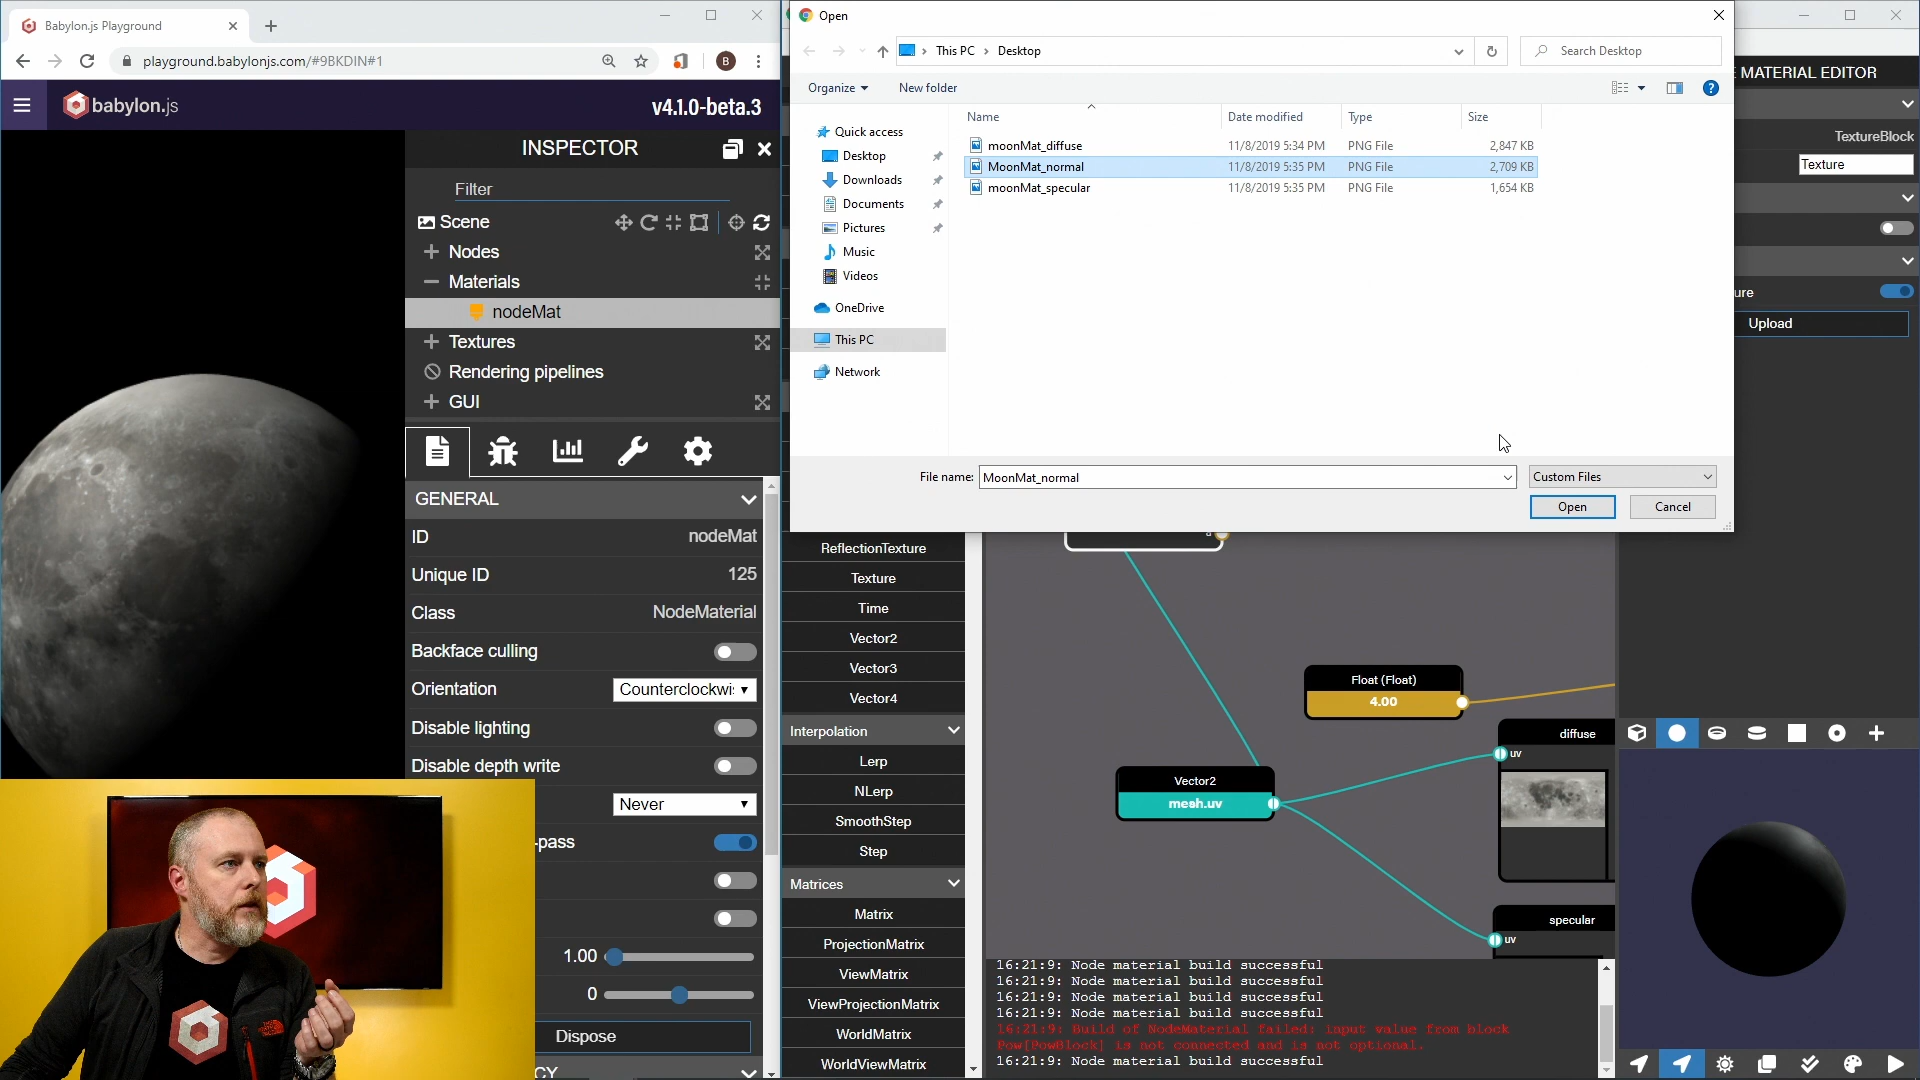 Babylon.js Playground
playground.babylonjs.com/#9BKDIN#1
B
babylon.js
v4.1.0-beta.3
INSPECTOR
Filter
Scene
Nodes
Materials
nodeMat
Textures
Rendering pipelines
GUI
GENERAL
ID
nodeMat
Unique ID
125
Class
NodeMaterial
Backface culling
Orientation
Counterclockwi:
Disable lighting
Disable depth write
Never
-pass
1.00
0
Dispose
CY
Open
This PC
Desktop
Search Desktop
Organize
New folder
Name
Date modified
Type
Size
moonMat_diffuse
11/8/2019 5:34 PM
PNG File
2,847 KB
MoonMat_normal
11/8/2019 5:35 PM
PNG File
2,709 KB
moonMat_specular
11/8/2019 5:35 PM
PNG File
1,654 KB
Quick access
Desktop
Downloads
Documents
Pictures
Music
Videos
OneDrive
This PC
Network
File name:
MoonMat_normal
Custom Files
Open
Cancel
ReflectionTexture
Texture
Time
Vector2
Vector3
Vector4
Interpolation
Lerp
NLerp
SmoothStep
Step
Matrices
Matrix
ProjectionMatrix
ViewMatrix
ViewProjectionMatrix
WorldMatrix
WorldViewMatrix
a
Float (Float)
4.00
Vector2
mesh.uv
diffuse
uv
specular
uv
16:21:9: Node material build successful
16:21:9: Node material build successful
16:21:9: Node material build successful
16:21:9: Node material build successful
16:21:9: Build of NodeMaterial failed: input value from block
Pow[PowBlock] is not connected and is not optional.
16:21:9: Node material build successful
E MATERIAL EDITOR
TextureBlock
Texture
ure
Upload